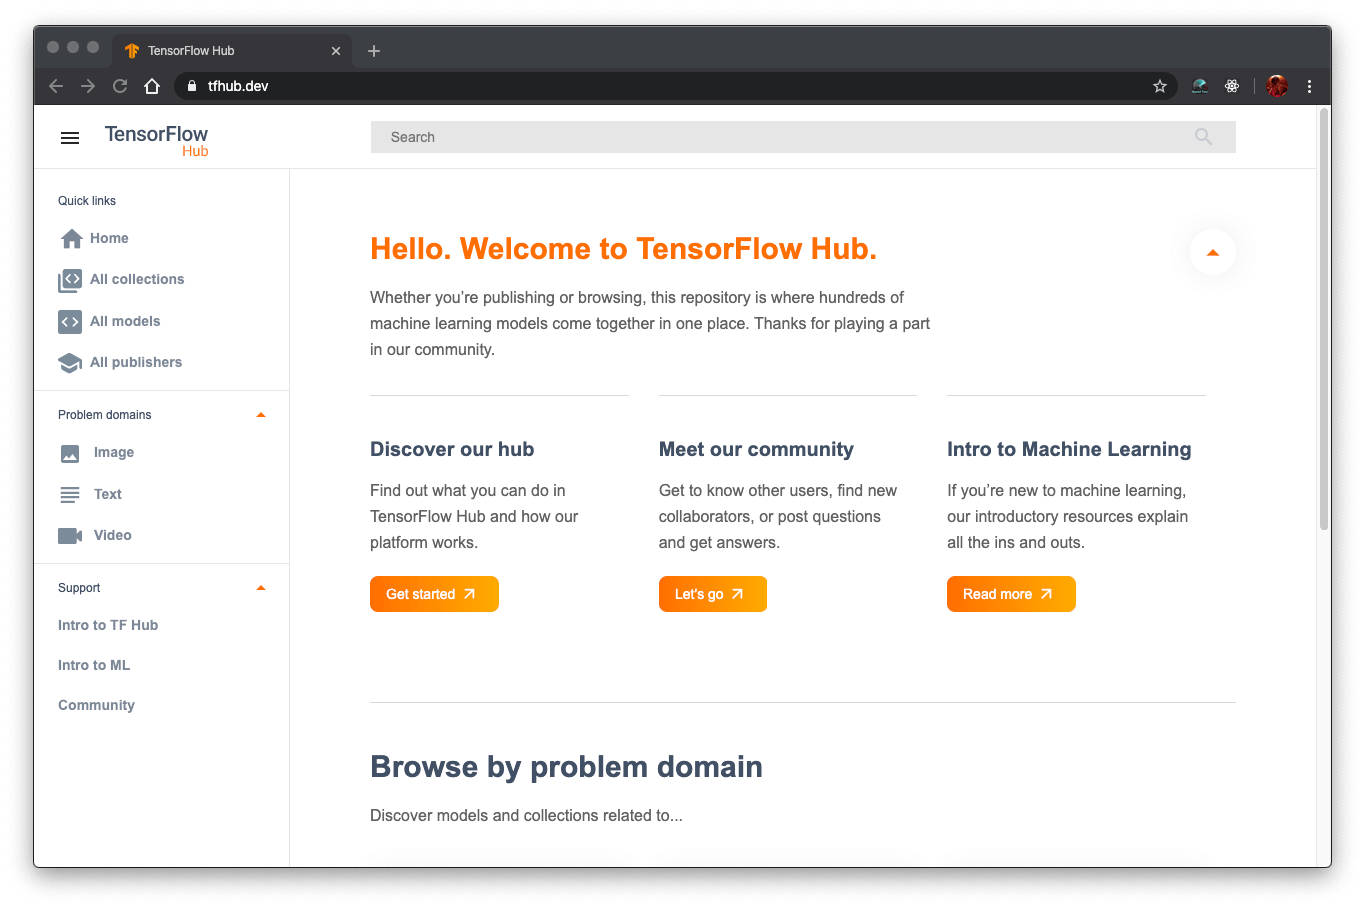 TensorFlow Hub
tfhub.dev
TensorFlow
Hub
Search
Quick links
Home
All collections
All models
All publishers
Problem domains
Image
Text
Video
Support
Intro to TF Hub
Intro to ML
Community
Hello. Welcome to TensorFlow Hub.
Whether you’re publishing or browsing, this repository is where hundreds of
machine learning models come together in one place. Thanks for playing a part
in our community.
Discover our hub
Find out what you can do in
TensorFlow Hub and how our
platform works.
Get started
Meet our community
Get to know other users, find new
collaborators, or post questions
and get answers.
Let’s go
Intro to Machine Learning
If you’re new to machine learning,
our introductory resources explain
all the ins and outs.
Read more
Browse by problem domain
Discover models and collections related to...